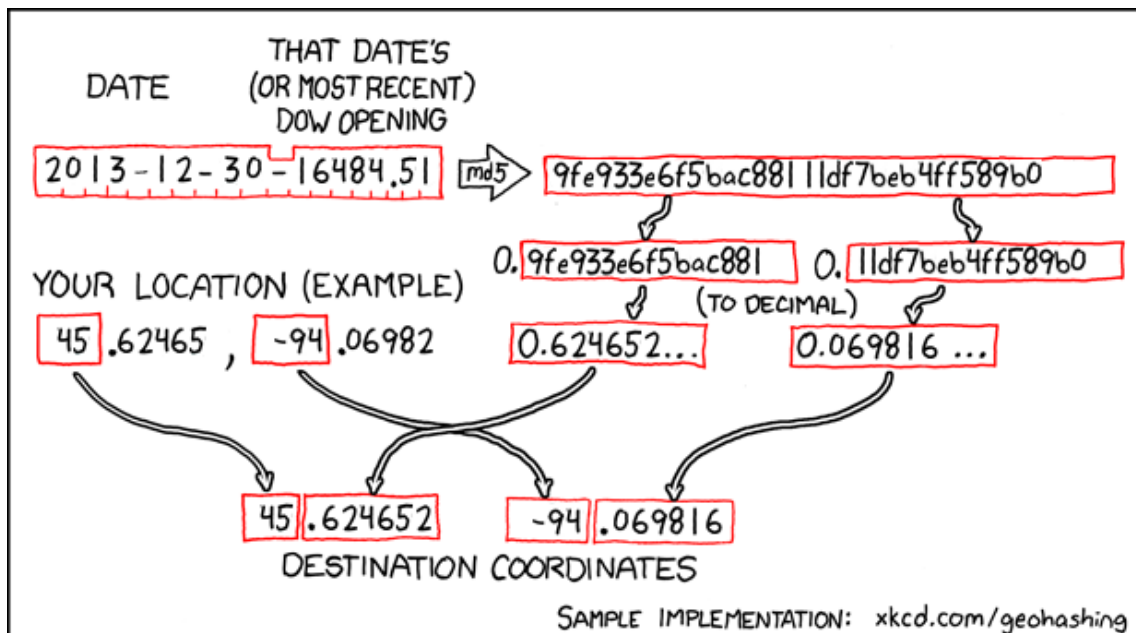 DATE
THAT DATE'S
(OR MOST RECENT)
DOW OPENING
2013-12-30-16484.51
md5
9fe933e6f5bac88111df7beb4ff589b0
0.9fe933e6f5bac881
0.11df7beb4ff589b0
YOUR LOCATION (EXAMPLE)
(TO DECIMAL)
45.62465, -94.06982
0.624652...
0.069816 ...
45.624652
-94.069816
DESTINATION COORDINATES
SAMPLE IMPLEMENTATION: xkcd.com/geohashing